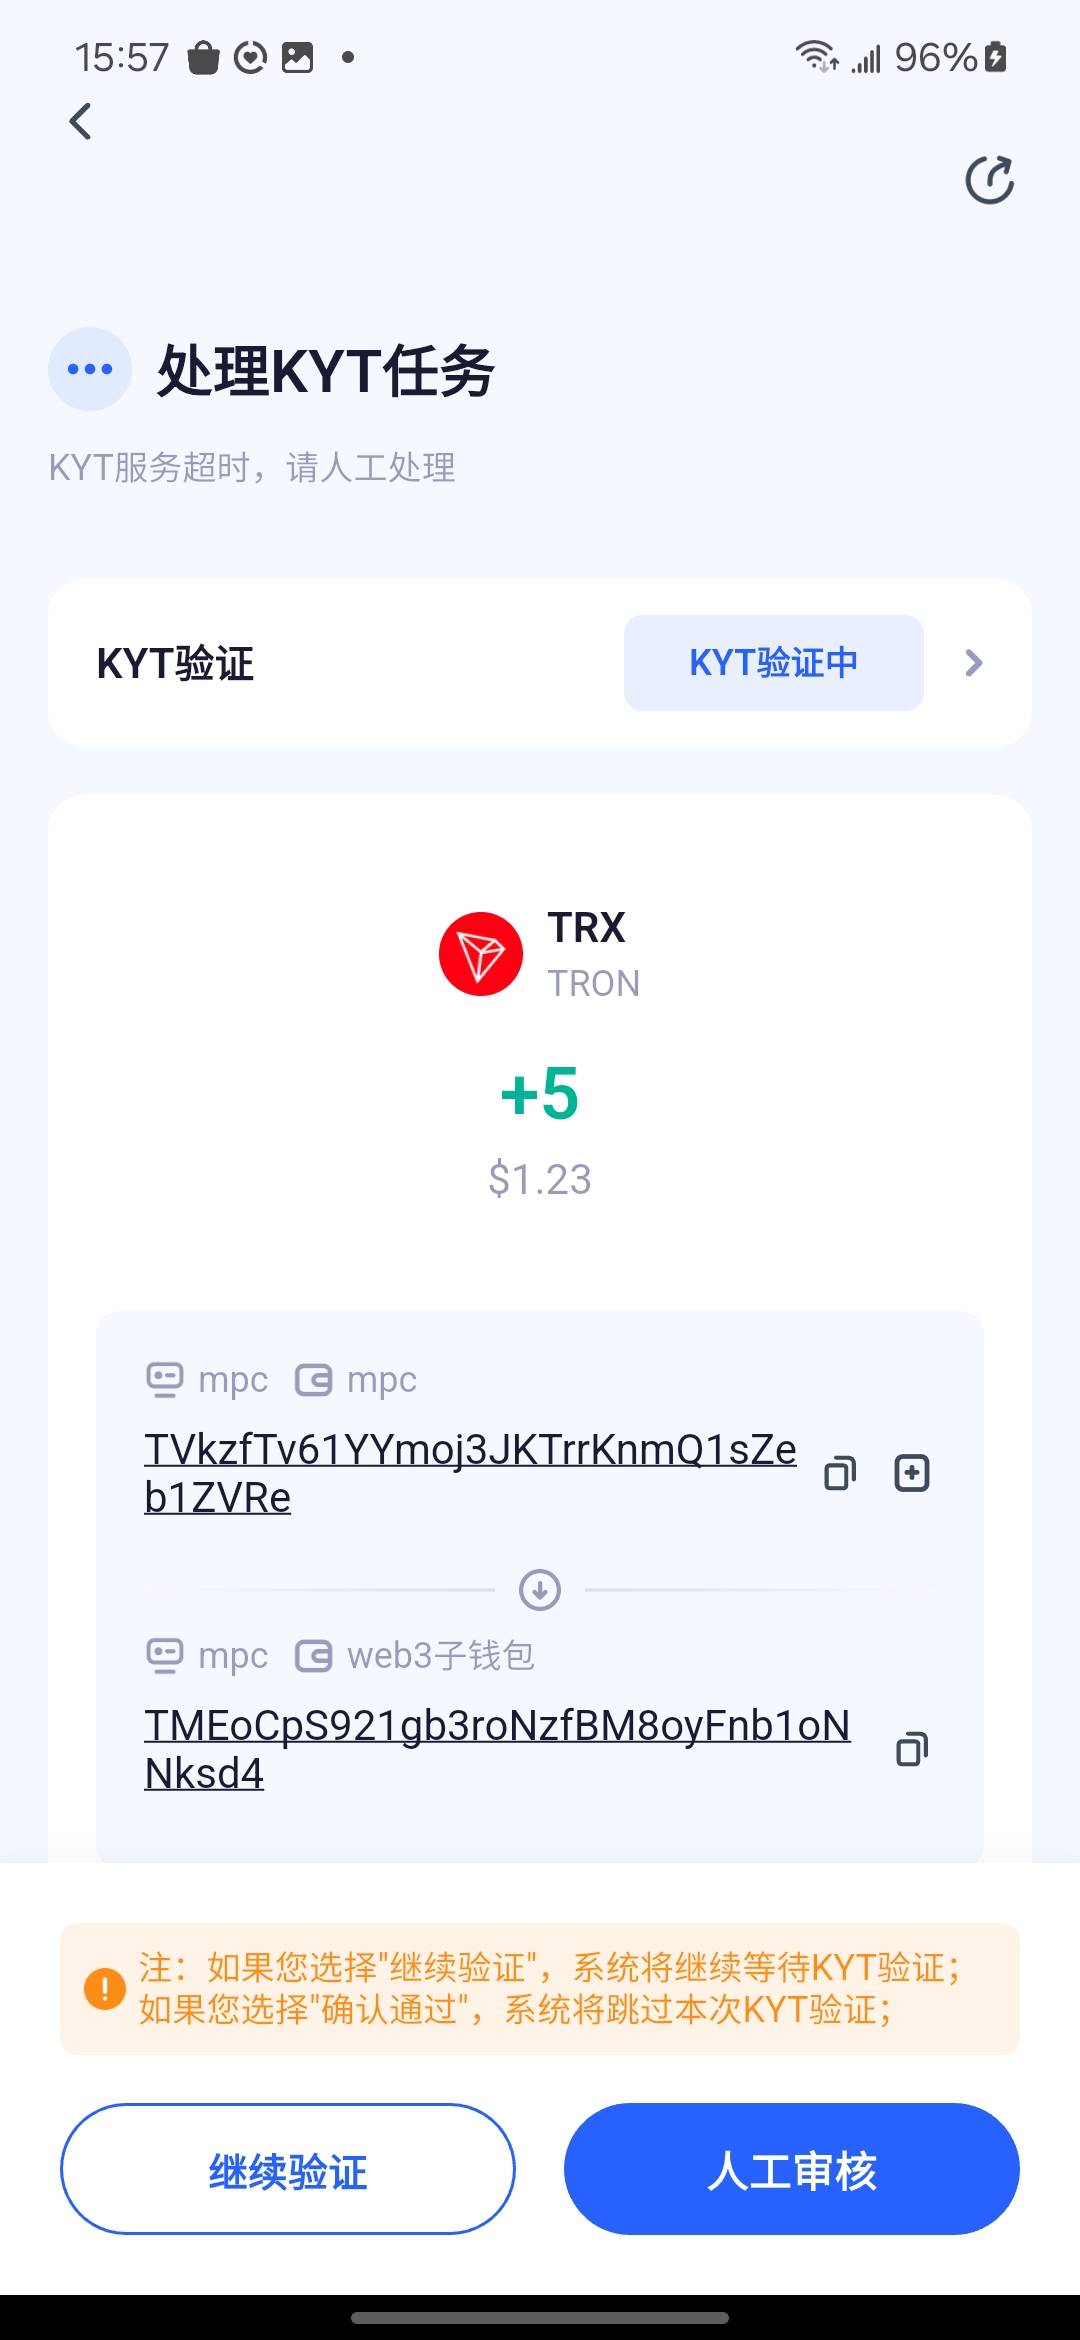 15:57
96%
处理KYT任务
KYT服务超时，请人工处理
KYT验证
KYT验证中
TRX
TRON
+5
$1.23
mpc mpc
TVkzfTv61YYmoj3JKTrrKnmQ1sZe
b1ZVRe
mpc web3子钱包
TMEoCpS921gb3roNzfBM8oyFnb1oN
Nksd4
注：如果您选择"继续验证"，系统将继续等待KYT验证；
如果您选择"确认通过"，系统将跳过本次KYT验证；
继续验证
人工审核